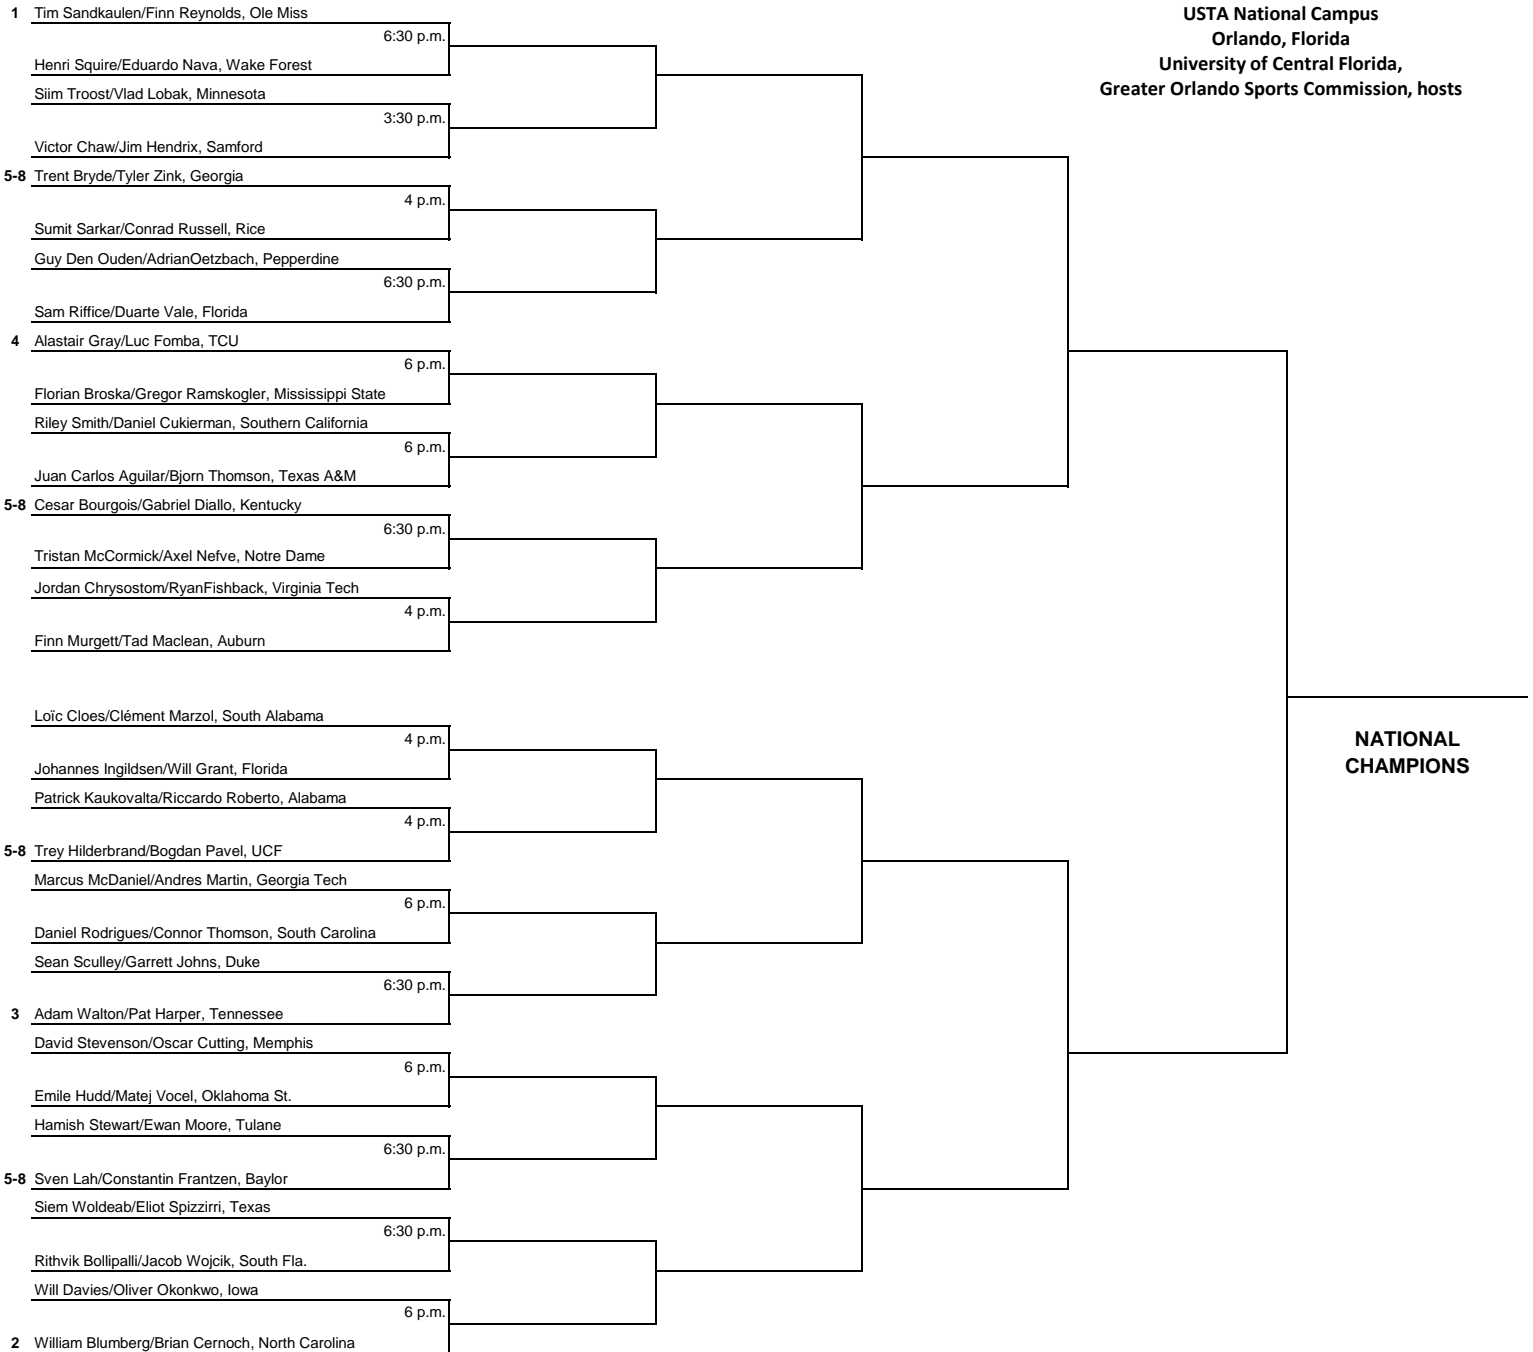 1 Tim Sandkaulen/Finn Reynolds, Ole Miss
USTA National Campus
Orlando, Florida
University of Central Florida,
Greater Orlando Sports Commission, hosts
6:30 p.m.
Henri Squire/Eduardo Nava, Wake Forest
Siim Troost/Vlad Lobak, Minnesota
3:30 p.m.
Victor Chaw/Jim Hendrix, Samford
5-8 Trent Bryde/Tyler Zink, Georgia
4 p.m.
Sumit Sarkar/Conrad Russell, Rice
Guy Den Ouden/AdrianOetzbach, Pepperdine
6:30 p.m.
Sam Riffice/Duarte Vale, Florida
4 Alastair Gray/Luc Fomba, TCU
6 p.m.
Florian Broska/Gregor Ramskogler, Mississippi State
Riley Smith/Daniel Cukierman, Southern California
6 p.m.
Juan Carlos Aguilar/Bjorn Thomson, Texas A&M
5-8 Cesar Bourgois/Gabriel Diallo, Kentucky
6:30 p.m.
Tristan McCormick/Axel Nefve, Notre Dame
Jordan Chrysostom/RyanFishback, Virginia Tech
4 p.m.
Finn Murgett/Tad Maclean, Auburn
Loïc Cloes/Clément Marzol, South Alabama
4 p.m.
Johannes Ingildsen/Will Grant, Florida
Patrick Kaukovalta/Riccardo Roberto, Alabama
4 p.m.
5-8 Trey Hilderbrand/Bogdan Pavel, UCF
Marcus McDaniel/Andres Martin, Georgia Tech
6 p.m.
Daniel Rodrigues/Connor Thomson, South Carolina
Sean Sculley/Garrett Johns, Duke
6:30 p.m.
3 Adam Walton/Pat Harper, Tennessee
David Stevenson/Oscar Cutting, Memphis
6 p.m.
Emile Hudd/Matej Vocel, Oklahoma St.
Hamish Stewart/Ewan Moore, Tulane
6:30 p.m.
5-8 Sven Lah/Constantin Frantzen, Baylor
Siem Woldeab/Eliot Spizzirri, Texas
6:30 p.m.
Rithvik Bollipalli/Jacob Wojcik, South Fla.
Will Davies/Oliver Okonkwo, Iowa
6 p.m.
2 William Blumberg/Brian Cernoch, North Carolina
NATIONAL
CHAMPIONS